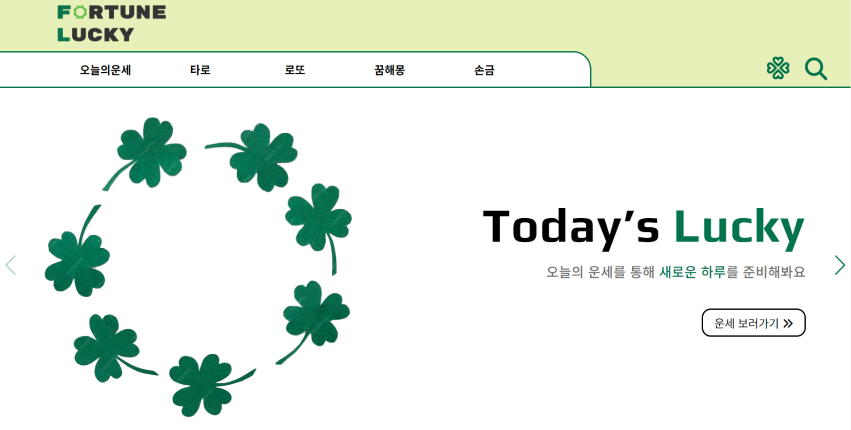 FORTUNE
LUCKY
오늘의운세 타로 로또 꿈해몽 손금
Today's Lucky
오늘의 운세를 통해 새로운 하루를 준비해봐요
운세 보러가기